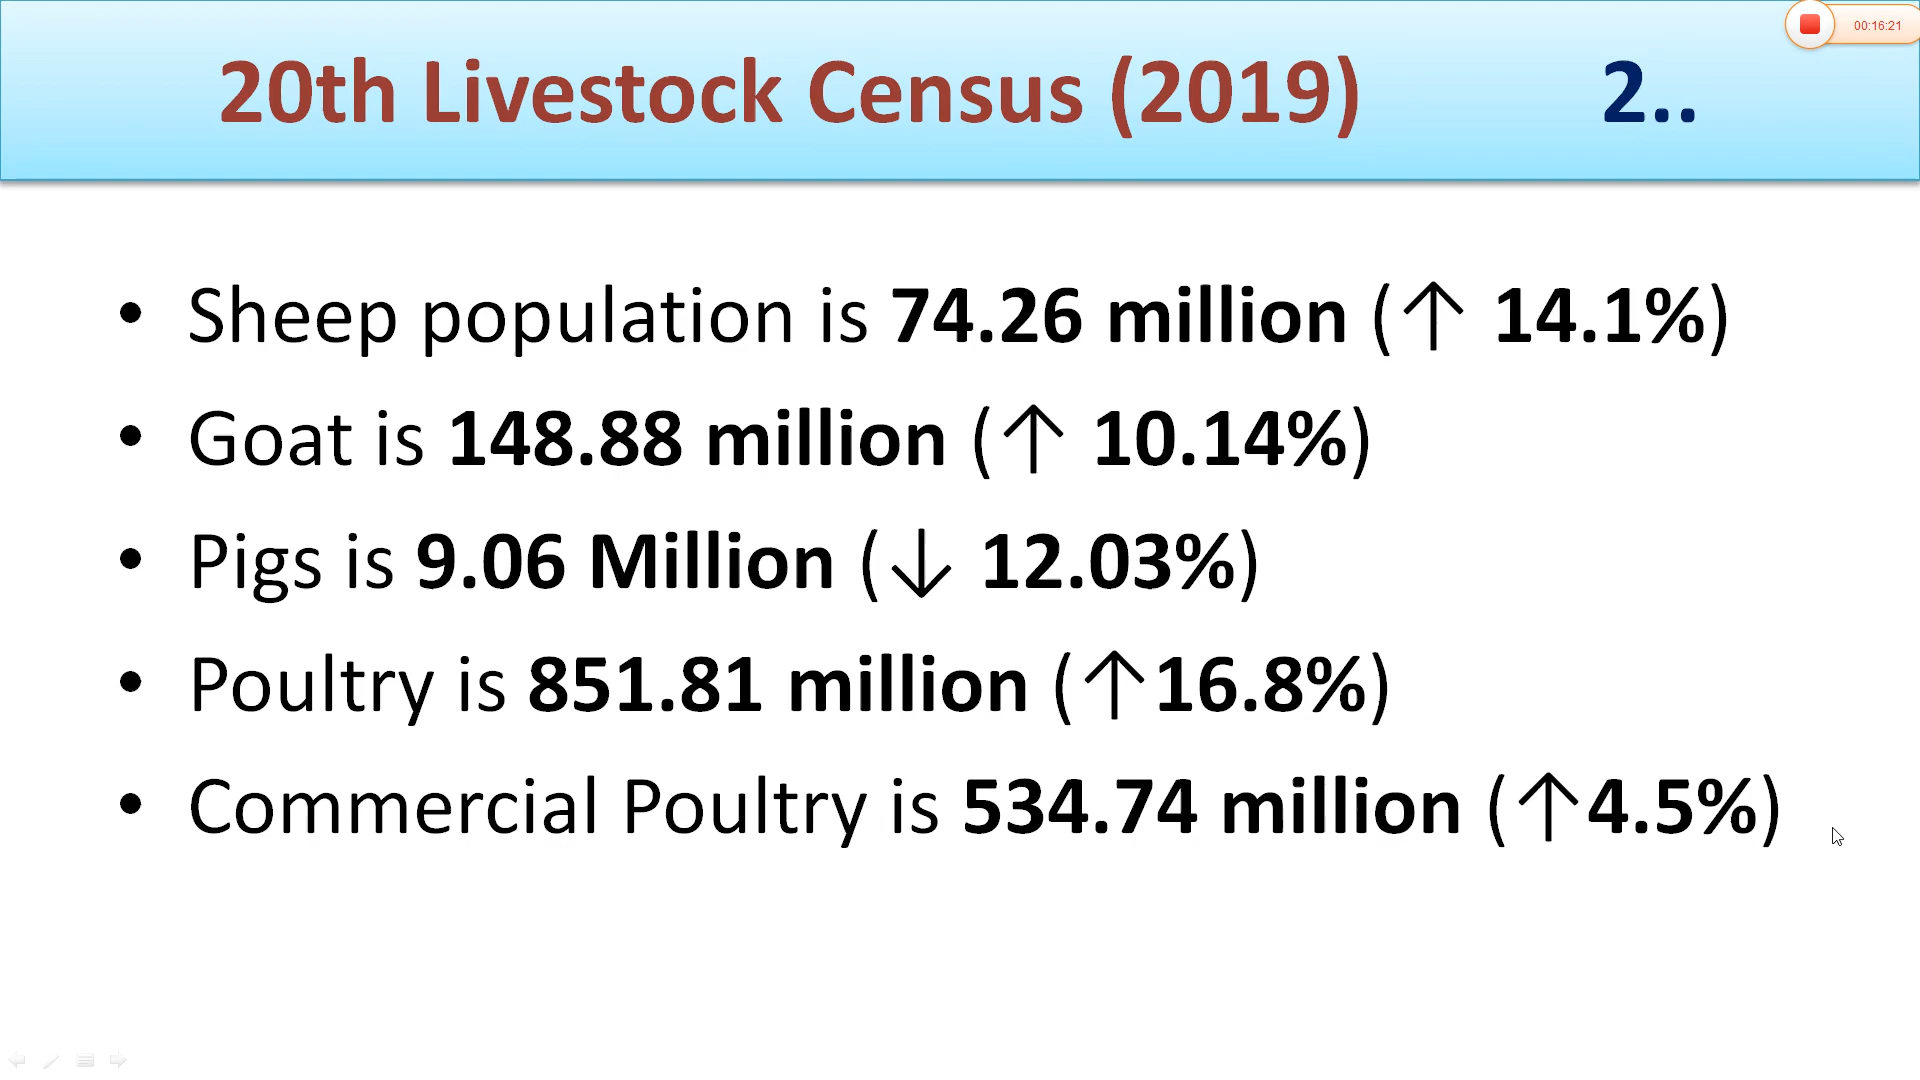 00:16:21
20th Livestock Census (2019) 2..
• Sheep population is 74.26 million (↑ 14.1%)
• Goat is 148.88 million (↑ 10.14%)
• Pigs is 9.06 Million (↓ 12.03%)
• Poultry is 851.81 million (↑16.8%)
• Commercial Poultry is 534.74 million (↑4.5%)